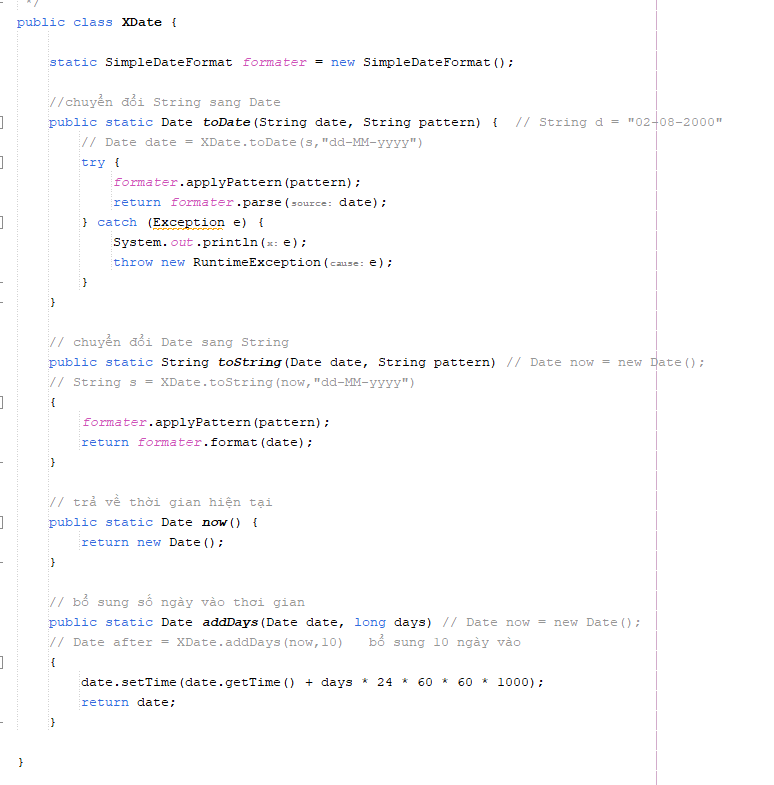 */
public class XDate {
static SimpleDateFormat formater = new SimpleDateFormat();
//chuyển đổi String sang Date
public static Date toDate(String date, String pattern) {  // String d = "02-08-2000"
// Date date = XDate.toDate(s,"dd-MM-yyyy")
try {
formater.applyPattern(pattern);
return formater.parse(source: date);
} catch (Exception e) {
System.out.println(x: e);
throw new RuntimeException(cause: e);
}
}
// chuyển đổi Date sang String
public static String toString(Date date, String pattern) // Date now = new Date();
// String s = XDate.toString(now,"dd-MM-yyyy")
{
formater.applyPattern(pattern);
return formater.format(date);
}
// trả về thời gian hiện tại
public static Date now() {
return new Date();
}
// bổ sung số ngày vào thơi gian
public static Date addDays(Date date, long days) // Date now = new Date();
// Date after = XDate.addDays(now,10)   bổ sung 10 ngày vào
{
date.setTime(date.getTime() + days * 24 * 60 * 60 * 1000);
return date;
}
}